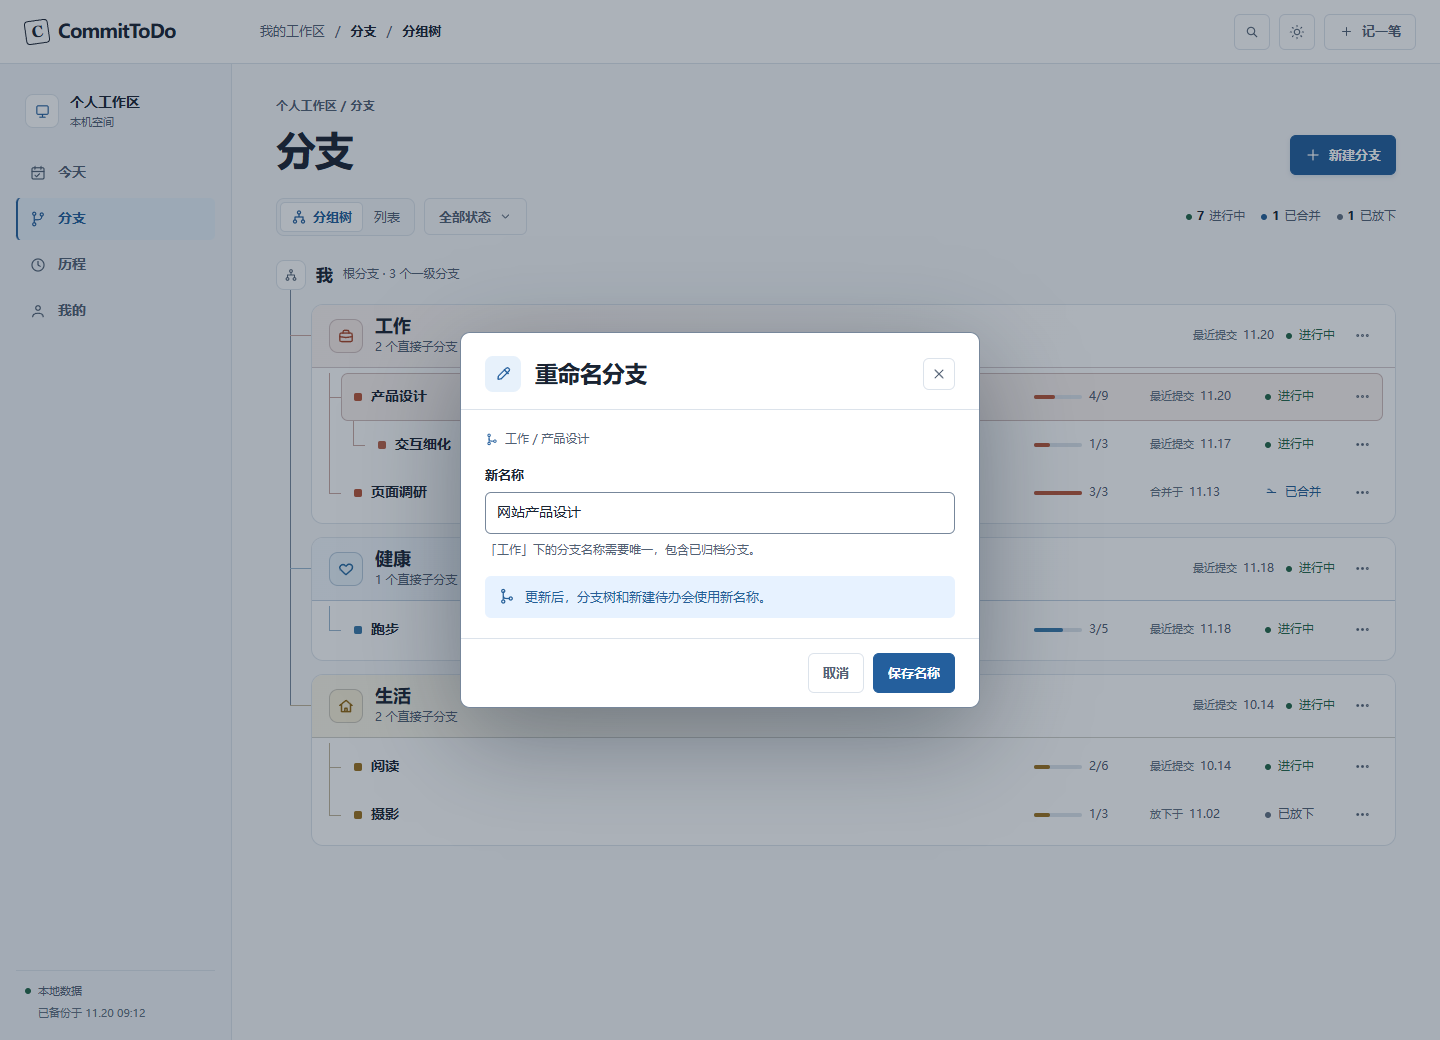 C CommitToDo
我的工作区 / 分支 / 分组树
+ 记一笔
个人工作区
本机空间
今天
分支
历程
我的
本地数据
已备份于 11.20 09:12
个人工作区 / 分支
分支
+ 新建分支
分组树 列表 全部状态
7 进行中 1 已合并 1 已放下
我 根分支 · 3 个一级分支
工作
2 个直接子分支
最近提交 11.20 进行中
产品设计 4/9 最近提交 11.20 进行中
交互细化 1/3 最近提交 11.17 进行中
页面调研 3/3 合并于 11.13 已合并
健康
1 个直接子分支
最近提交 11.18 进行中
跑步 3/5 最近提交 11.18 进行中
生活
2 个直接子分支
最近提交 10.14 进行中
阅读 2/6 最近提交 10.14 进行中
摄影 1/3 放下于 11.02 已放下
重命名分支
工作 / 产品设计
新名称
网站产品设计
「工作」下的分支名称需要唯一，包含已归档分支。
更新后，分支树和新建待办会使用新名称。
取消 保存名称